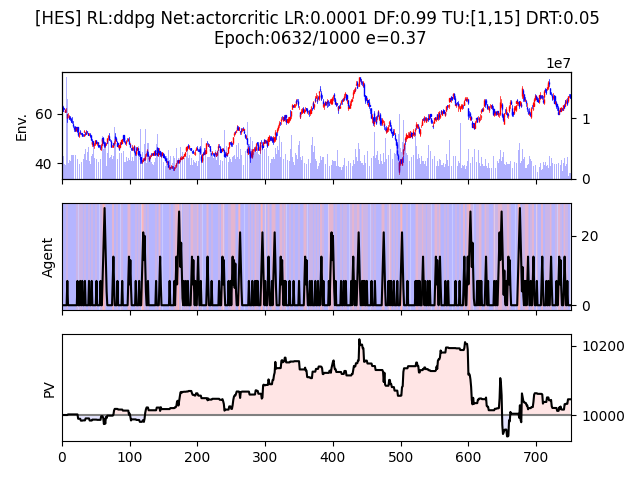 [HES] RL:ddpg Net:actorcritic LR:0.0001 DF:0.99 TU:[1,15] DRT:0.05
Epoch:0632/1000 e=0.37
1e7
Env.
60
40
1
0
Agent
20
0
PV
10200
10000
0 100 200 300 400 500 600 700